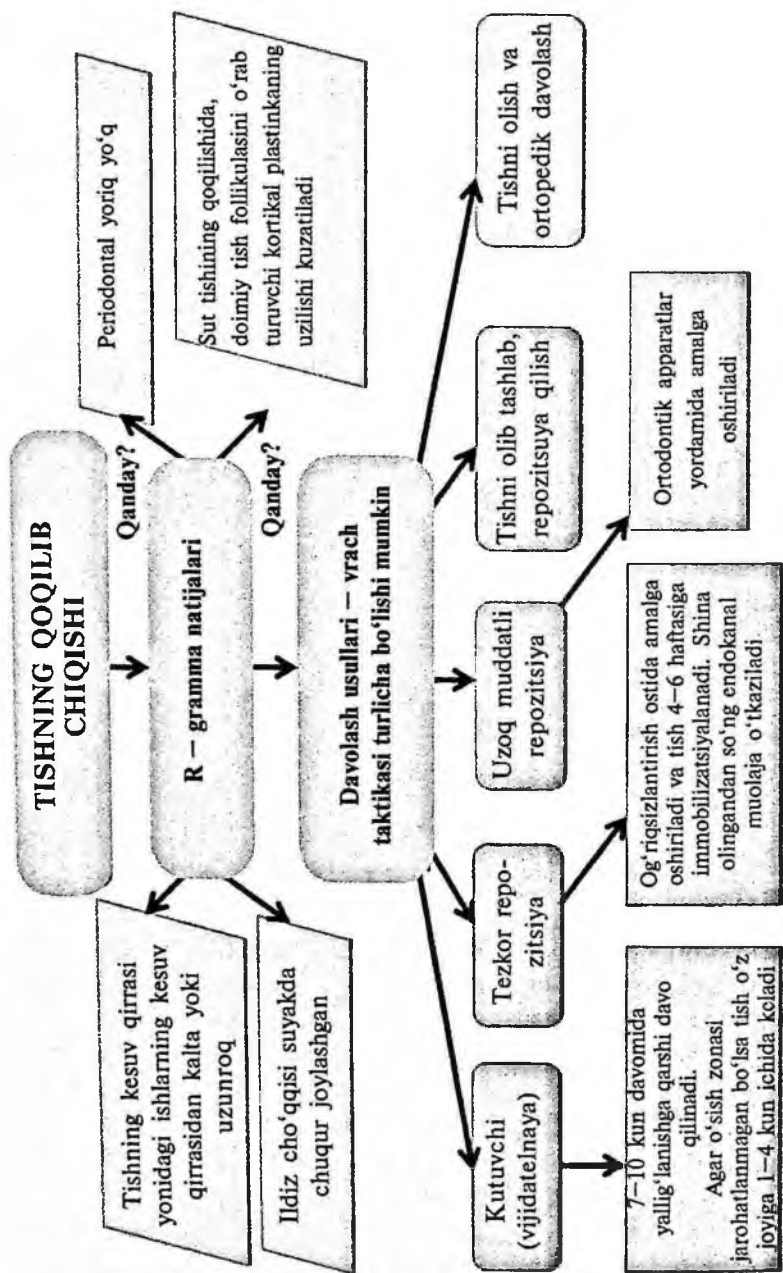 TISHNING QOQILIB
CHIQISHI
Qanday?
R – gramma natijalari
Qanday?
Tishning kesuv qirrasi
yonidagi ishlarning kesuv
qirrasidan kalta yoki
uzunroq
Ildiz cho‘qqisi suyakda
chuqur joylashgan
Periodontal yoriq yo‘q
Sut tishining qoqilishida,
doimiy tish follikulasini o‘rab
turuvchi kortikal plastinkaning
uzilishi kuzatiladi
Davolash usullari – vrach
taktikasi turlicha bo‘lishi mumkin
Kutuvchi
(vijidatelnaya)
Tezkor repo-
zitsiya
Uzoq muddatli
repozitsiya
Tishni olib tashlab,
repozitsuya qilish
Tishni olish va
ortopedik davolash
7–10 kun davomida
yallig‘lanishga qarshi davo
qilinadi.
Agar o‘sish zonasi
jarohatlanmagan bo‘lsa tish o‘z
joyiga 1–4 kun ichida koladi
Og‘riqsizlantirish ostida amalga
oshiriladi va tish 4–6 haftasiga
immobilizatsiyalanadi. Shina
olingandan so‘ng endokanal
muolaja o‘tkaziladi
Ortodontik apparatlar
yordamida amalga
oshiriladi